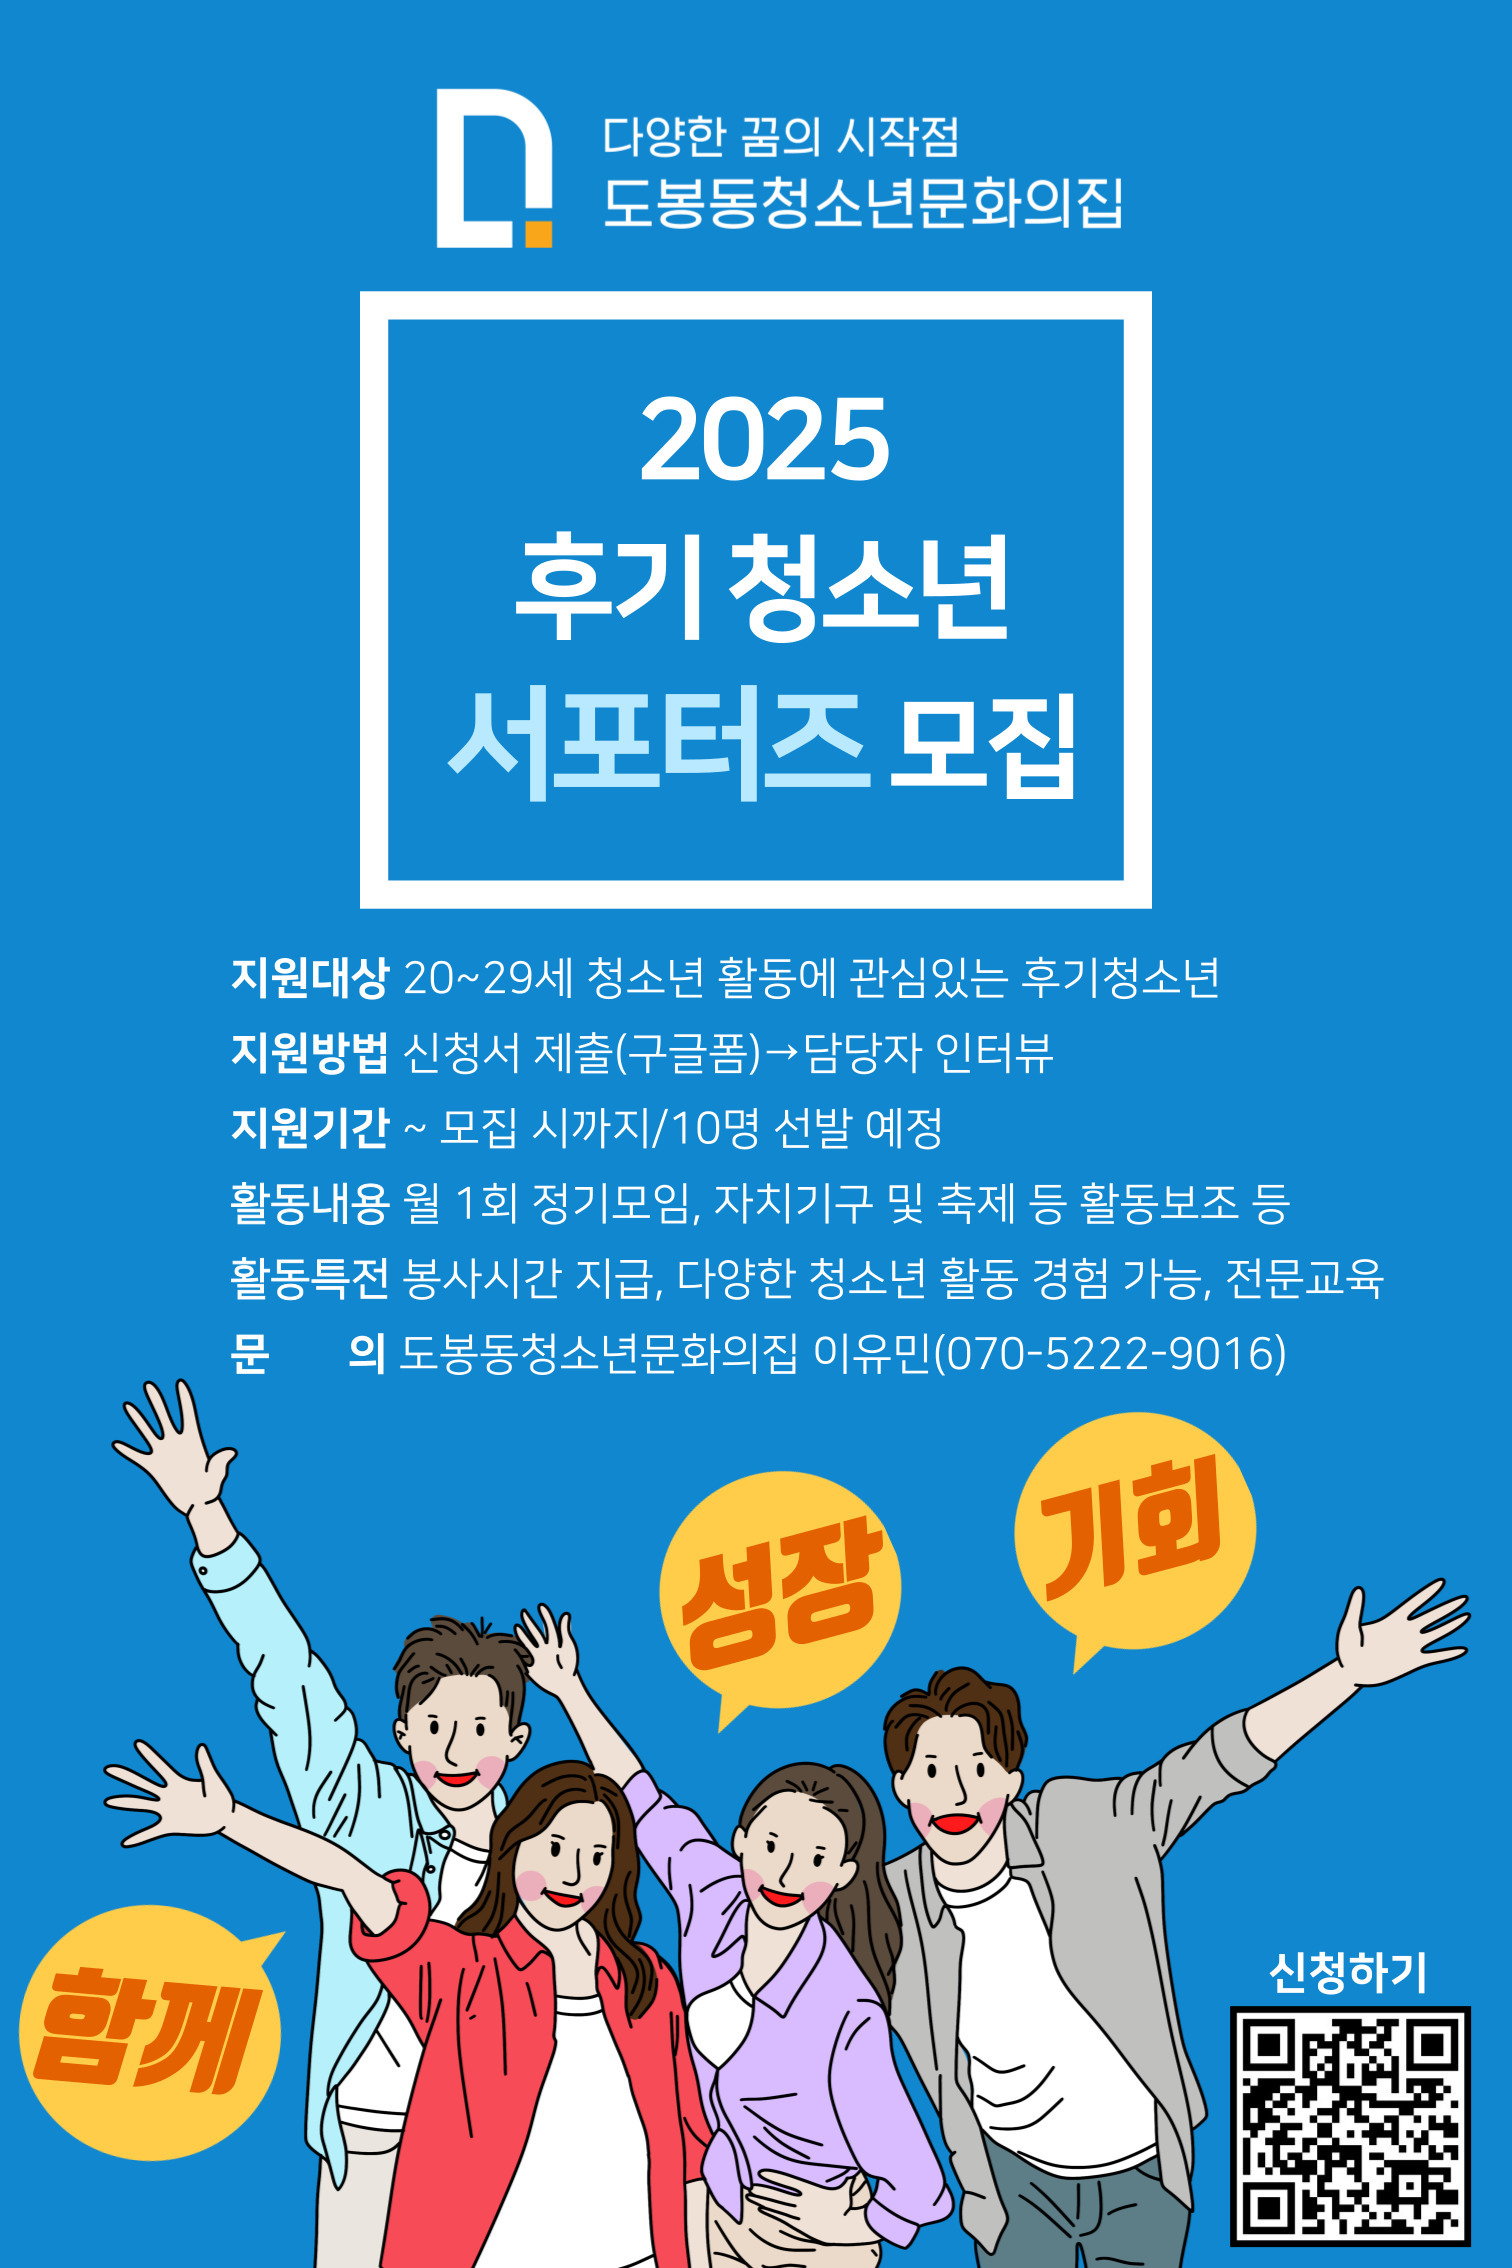 다양한 꿈의 시작점
도봉동청소년문화의집
2025
후기 청소년
서포터즈 모집
지원대상 20~29세 청소년 활동에 관심있는 후기청소년
지원방법 신청서 제출(구글폼)→담당자 인터뷰
지원기간 ~ 모집 시까지/10명 선발 예정
활동내용 월 1회 정기모임, 자치기구 및 축제 등 활동보조 등
활동특전 봉사시간 지급, 다양한 청소년 활동 경험 가능, 전문교육
문 의 도봉동청소년문화의집 이유민(070-5222-9016)
기회
성장
함께
신청하기